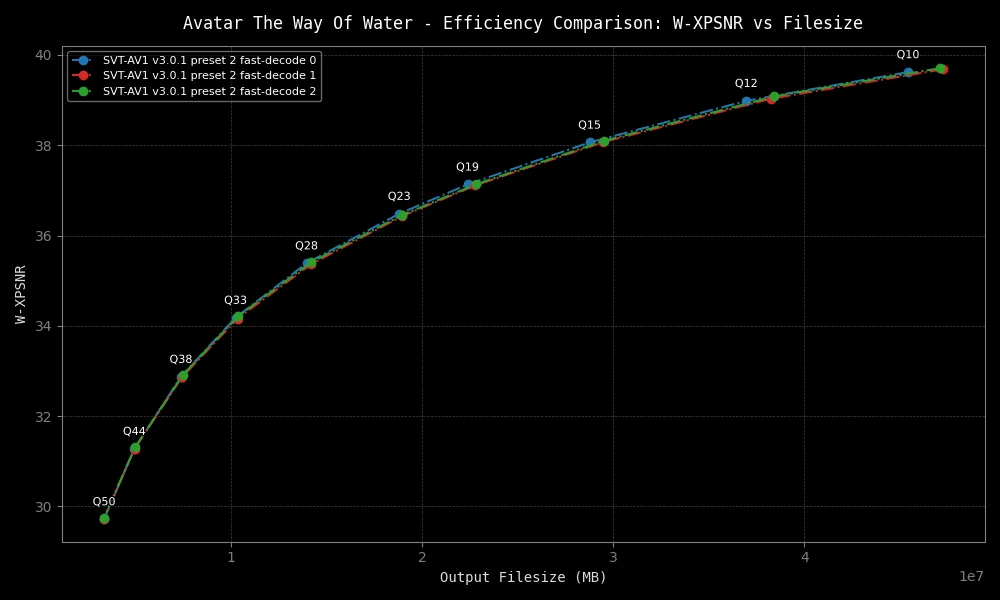 Avatar The Way Of Water - Efficiency Comparison: W-XPSNR vs Filesize
SVT-AV1 v3.0.1 preset 2 fast-decode 0
SVT-AV1 v3.0.1 preset 2 fast-decode 1
SVT-AV1 v3.0.1 preset 2 fast-decode 2
Q10
Q12
Q15
Q19
Q23
Q28
Q33
Q38
Q44
Q50
40
38
36
34
32
30
W-XPSNR
1
2
3
4
1e7
Output Filesize (MB)